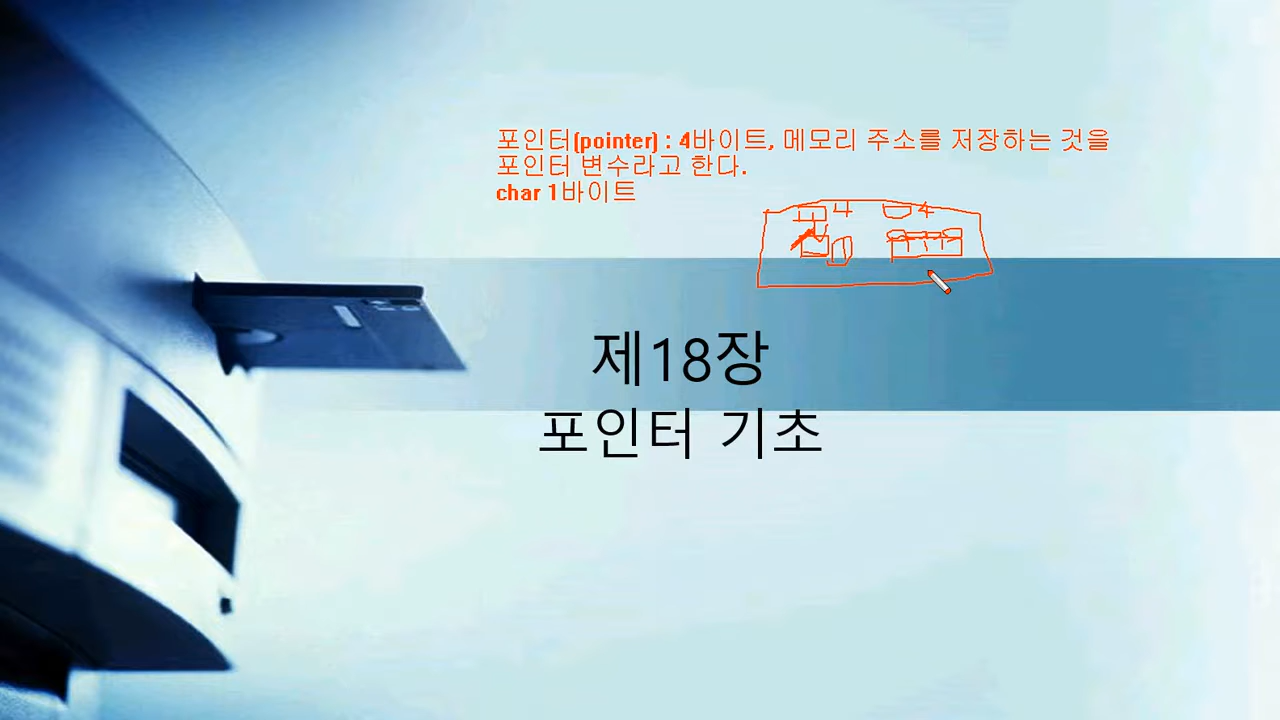 포인터(pointer) : 4바이트, 메모리 주소를 저장하는 것을
포인터 변수라고 한다.
char 1바이트
4 4
제18장
포인터 기초